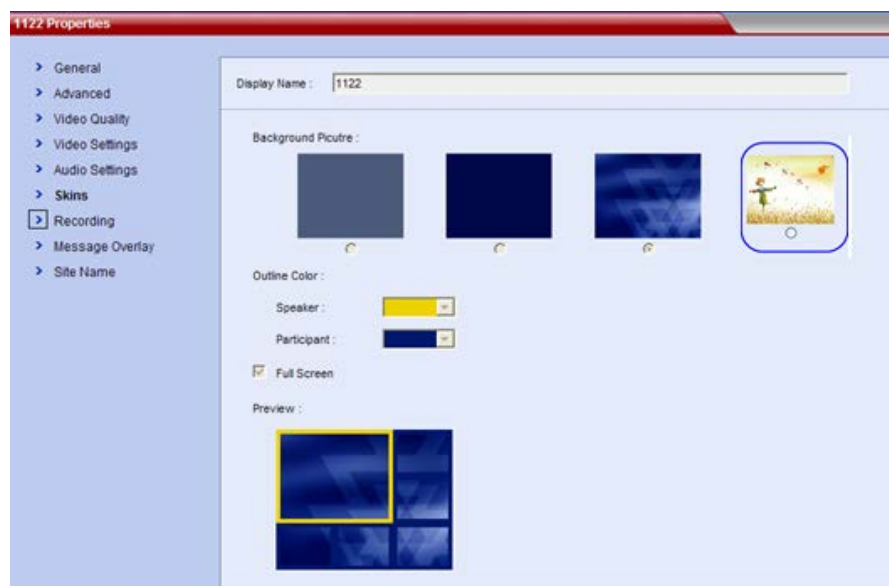 1122 Properties
General
Advanced
Video Quality
Video Settings
Audio Settings
Skins
Recording
Message Overlay
Site Name
Display Name : 1122
Background Picutre :
Outline Color :
Speaker :
Participant :
Full Screen
Preview :